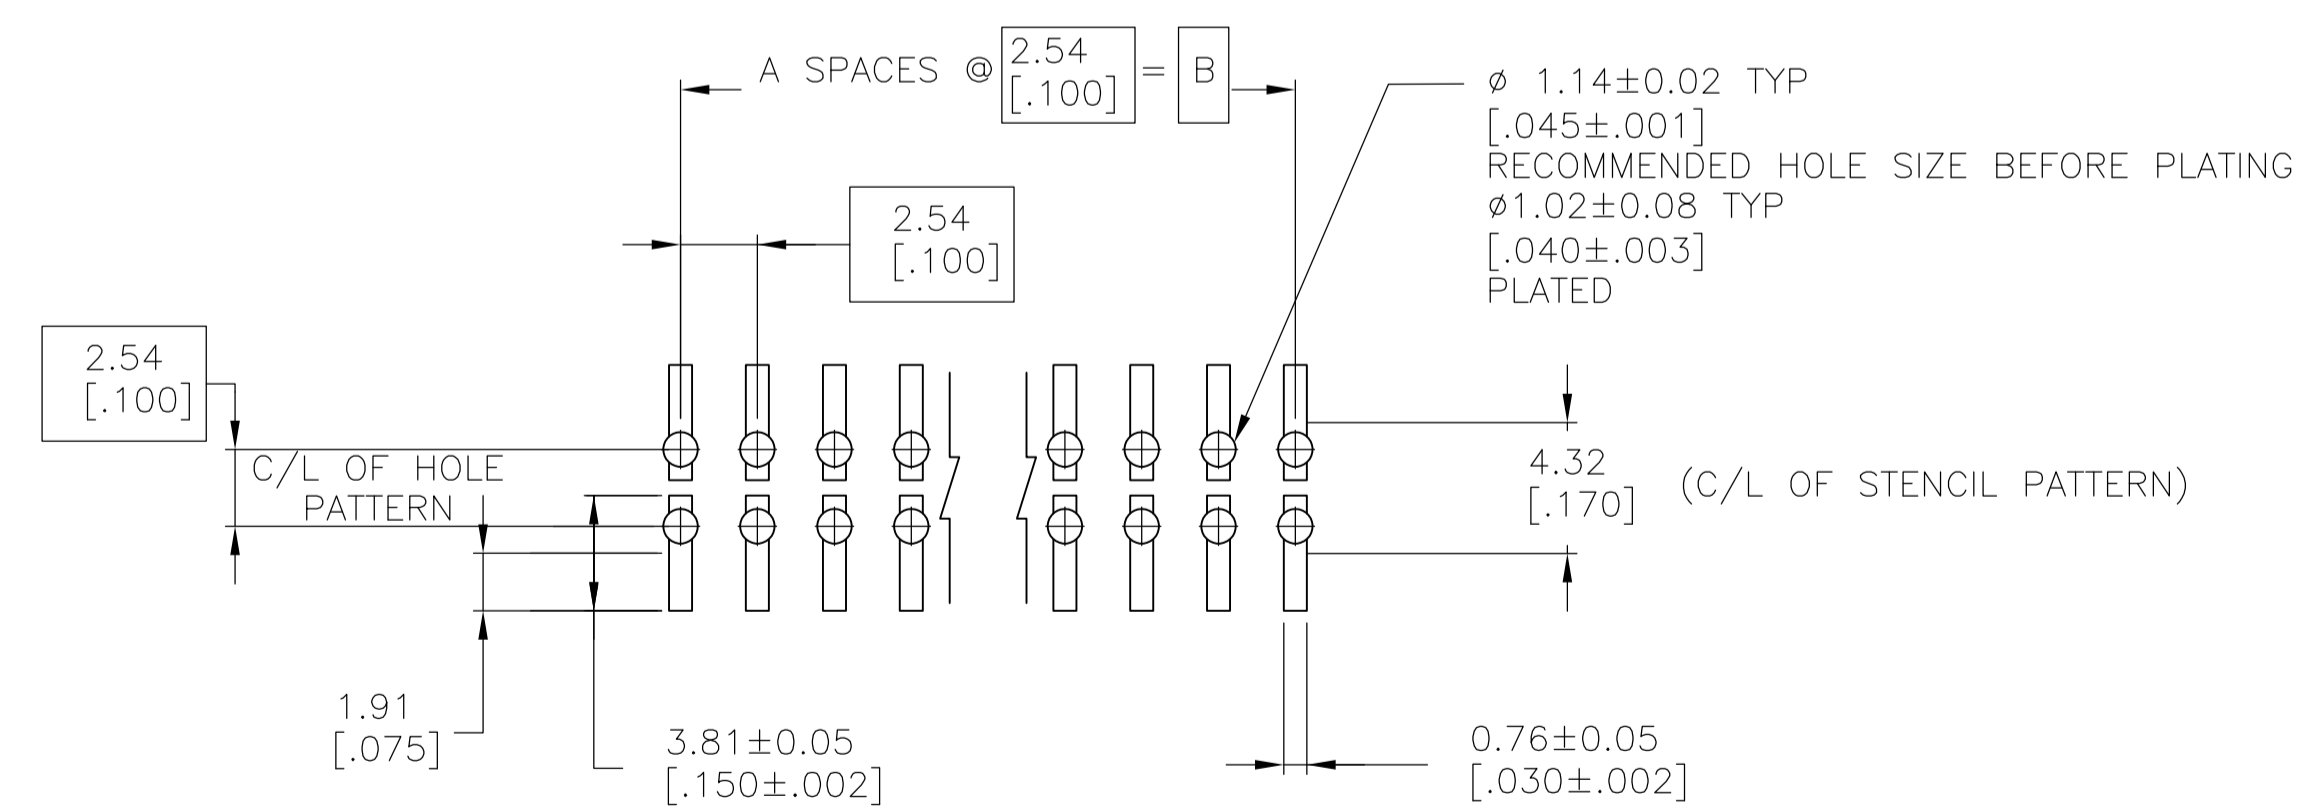 A SPACES @ 2.54 [.100] = B
ø 1.14±0.02 TYP
[.045±.001]
RECOMMENDED HOLE SIZE BEFORE PLATING
ø1.02±0.08 TYP
[.040±.003]
PLATED
2.54
[.100]
2.54
[.100]
C/L OF HOLE
PATTERN
4.32
[.170]
(C/L OF STENCIL PATTERN)
1.91
[.075]
3.81±0.05
[.150±.002]
0.76±0.05
[.030±.002]